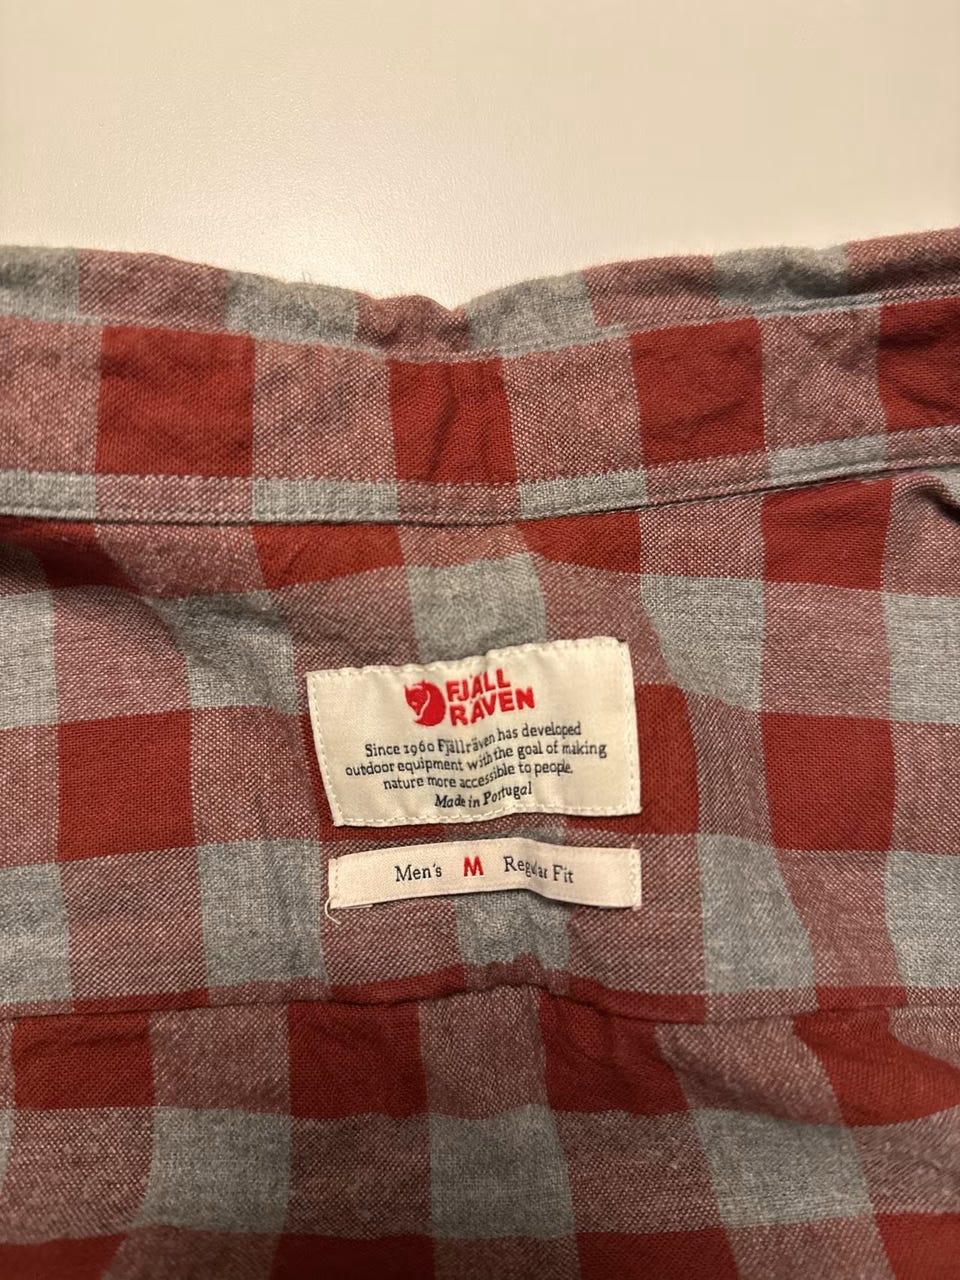 FJÄLL
RÄVEN
Since 1960 Fjällräven has developed
outdoor equipment with the goal of making
nature more accessible to people.
Made in Portugal
Men's M Regular Fit